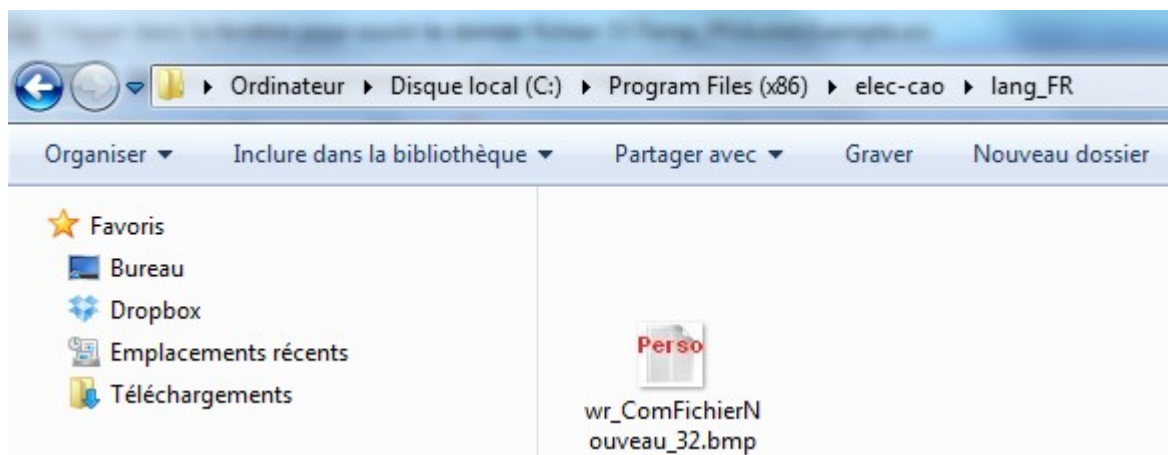 Ordinateur Disque local (C:) Program Files (x86) elec-cao lang_FR
Organiser Inclure dans la bibliothèque Partager avec Graver Nouveau dossier
Favoris
Bureau
Dropbox
Emplacements récents
Téléchargements
Perso
wr_ComFichierN
ouveau_32.bmp